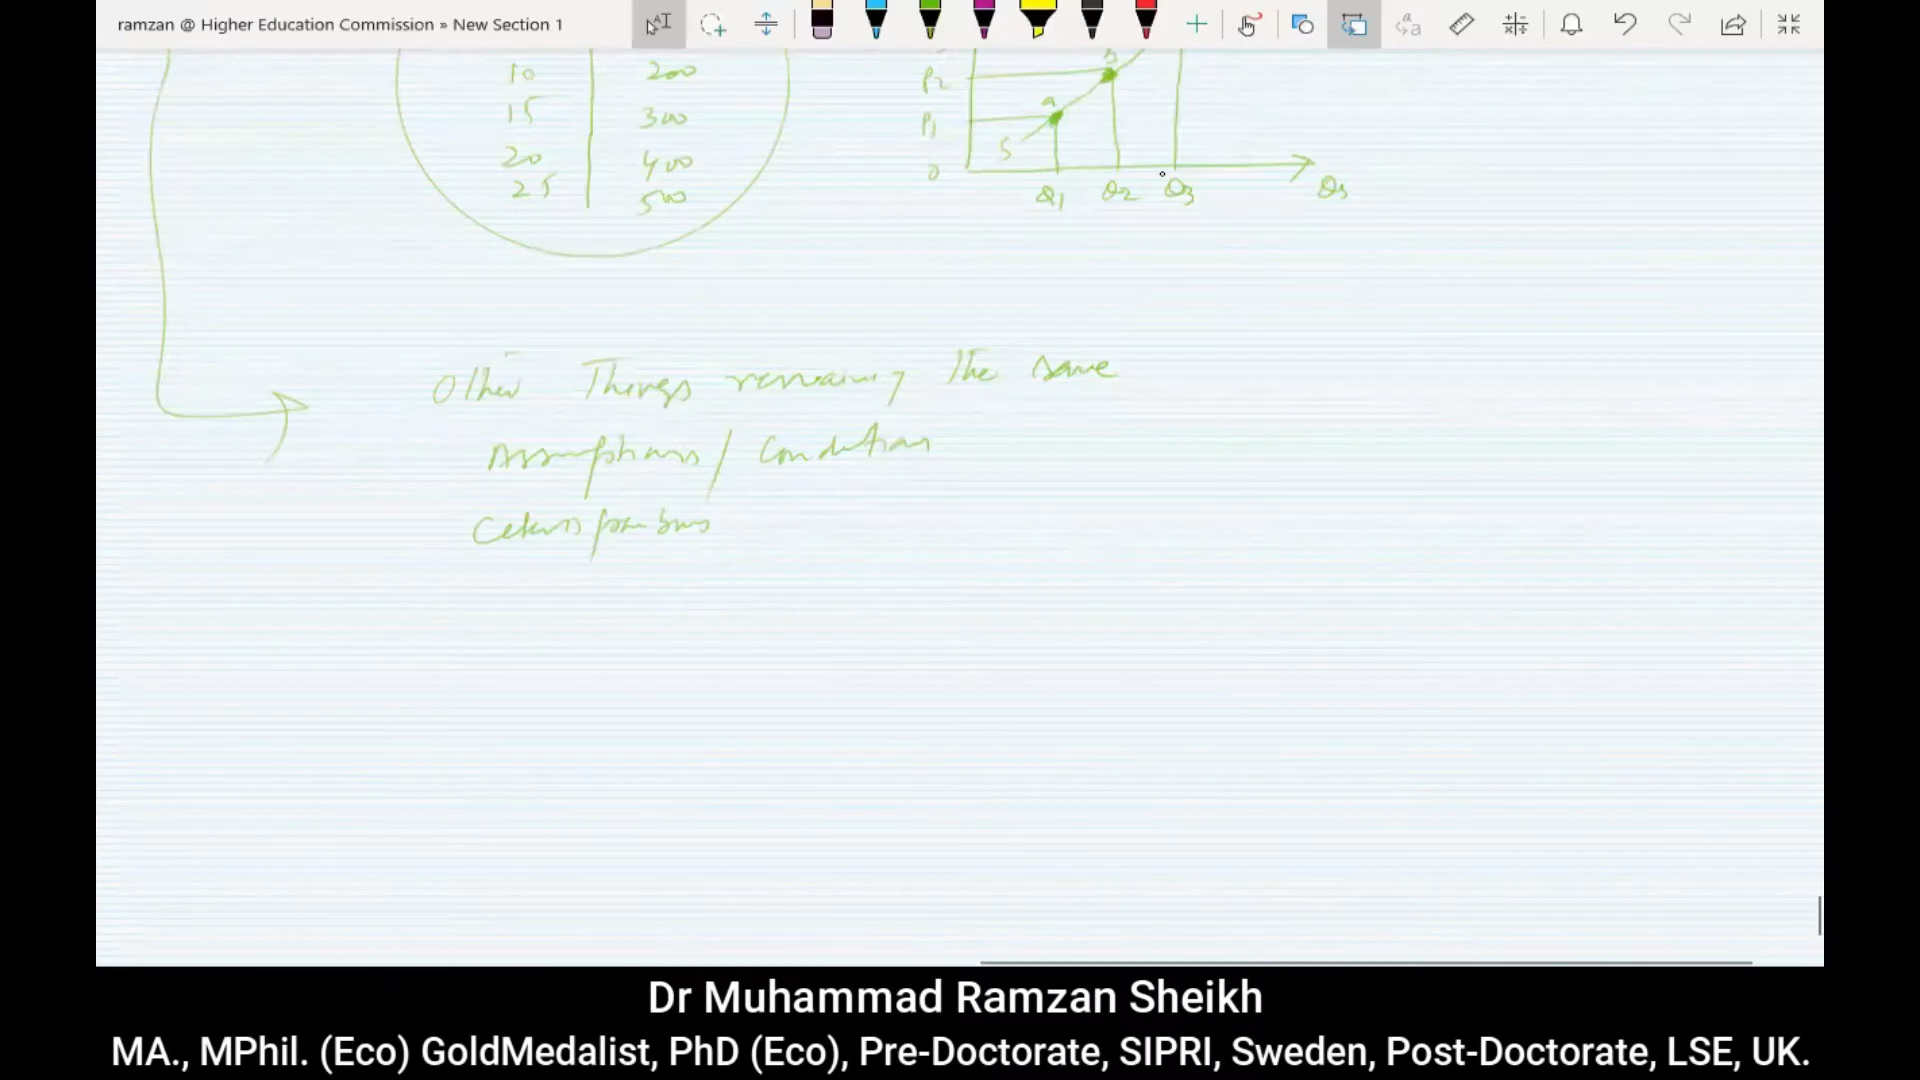 ramzan @ Higher Education Commission » New Section 1
10 200
15 300
20 400
25 500
P2 b
P1 a
S
0
Q1 Q2 Q3 Qs
Other Things remaining the same
Assumptions / Condition
Ceteris paribus
Dr Muhammad Ramzan Sheikh
MA., MPhil. (Eco) GoldMedalist, PhD (Eco), Pre-Doctorate, SIPRI, Sweden, Post-Doctorate, LSE, UK.